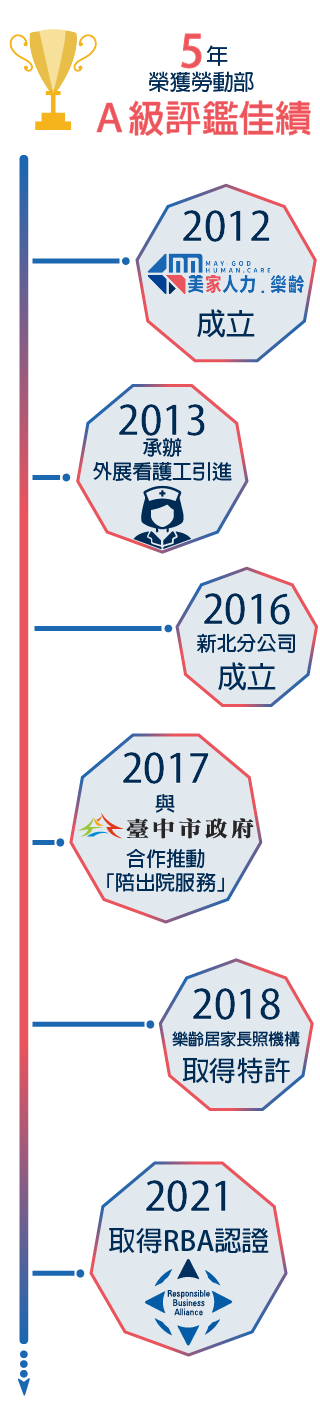 5年
榮獲勞動部
A級評鑑佳績
2012
MAY-GOD
HUMAN.CARE
美家人力.樂齡
成立
2013
承辦
外展看護工引進
2016
新北分公司
成立
2017
與
臺中市政府
合作推動
「陪出院服務」
2018
樂齡居家長照機構
取得特許
2021
取得RBA認證
Responsible
Business
Alliance